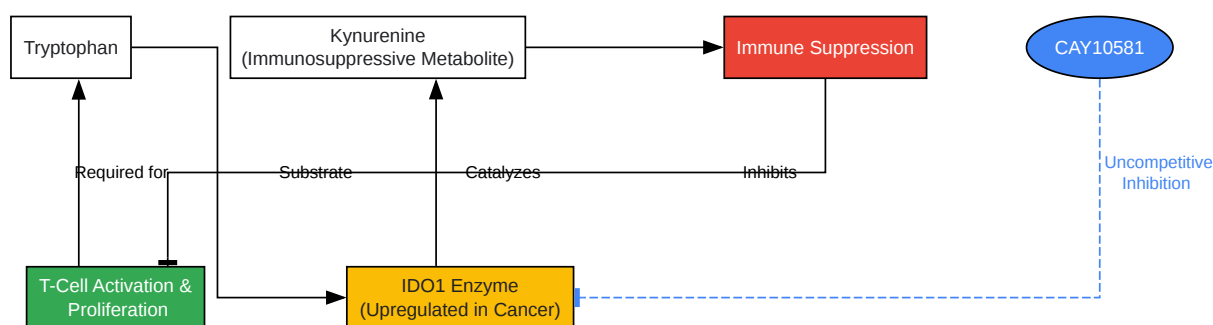 Tryptophan
Kynurenine
(Immunosuppressive Metabolite)
Immune Suppression
CAY10581
Required for
Substrate
Catalyzes
Inhibits
Uncompetitive
Inhibition
T-Cell Activation &
Proliferation
IDO1 Enzyme
(Upregulated in Cancer)